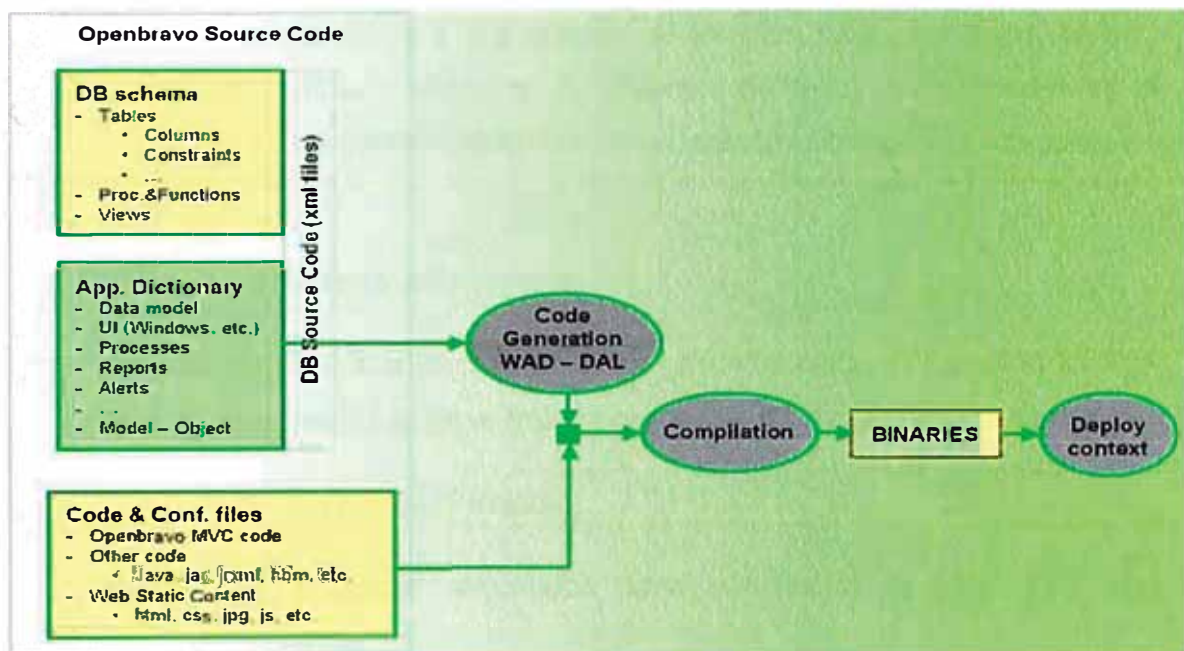 Openbravo Source Code
DB schema
- Tables
• Columns
• Constraints
• ...
- Proc.&Functions
- Views
DB Source Code (xml files)
App. Dictionary
- Data model
- UI (Windows, etc.)
- Processes
- Reports
- Alerts
- ...
- Model – Object
Code
Generation
WAD – DAL
Compilation
BINARIES
Deploy
context
Code & Conf. files
- Openbravo MVC code
- Other code
• Java, etc.
- Web Static Content
• html, css, jpg, js, etc